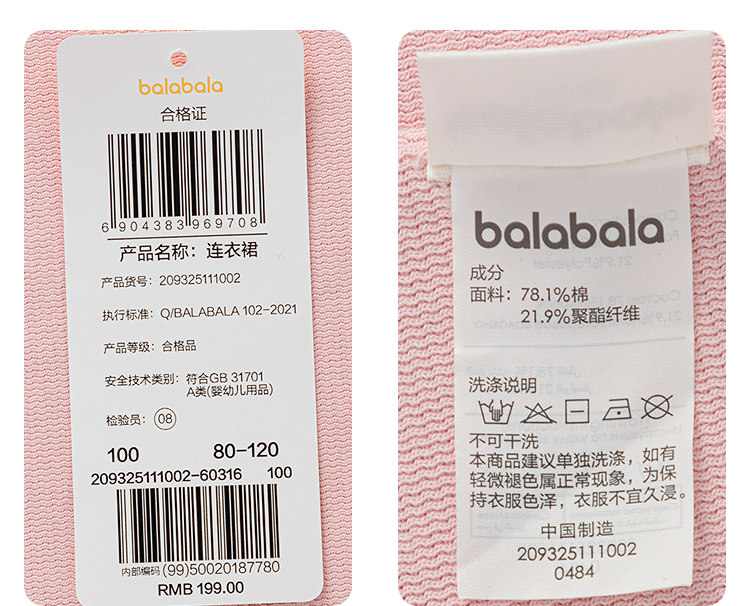 balabala
合格证
6 904383 969708
产品名称：连衣裙
产品货号：209325111002
执行标准：Q/BALABALA 102-2021
产品等级：合格品
安全技术类别：符合GB 31701
A类(婴幼儿用品)
检验员：08
100 80-120
209325111002-60316 100
内部编码 (99)50020187780
RMB 199.00
balabala
成分
面料：78.1%棉
21.9%聚酯纤维
洗涤说明
不可干洗
本商品建议单独洗涤，如有
轻微褪色属正常现象，为保
持衣服色泽，衣服不宜久浸。
中国制造
209325111002
0484